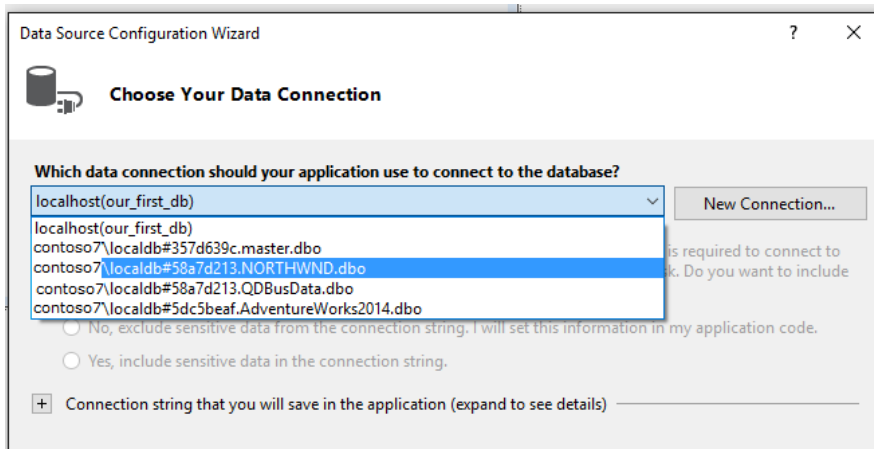 Data Source Configuration Wizard
?
Choose Your Data Connection
Which data connection should your application use to connect to the database?
localhost(our_first_db)
New Connection...
localhost(our_first_db)
contoso7\localdb#357d639c.master.dbo
is required to connect to
contoso7\localdb#58a7d213.NORTHWND.dbo
k. Do you want to include
contoso7\localdb#58a7d213.QDBusData.dbo
contoso7\localdb#5dc5beaf.AdventureWorks2014.dbo
No, exclude sensitive data from the connection string. I will set this information in my application code.
Yes, include sensitive data in the connection string.
+ Connection string that you will save in the application (expand to see details)